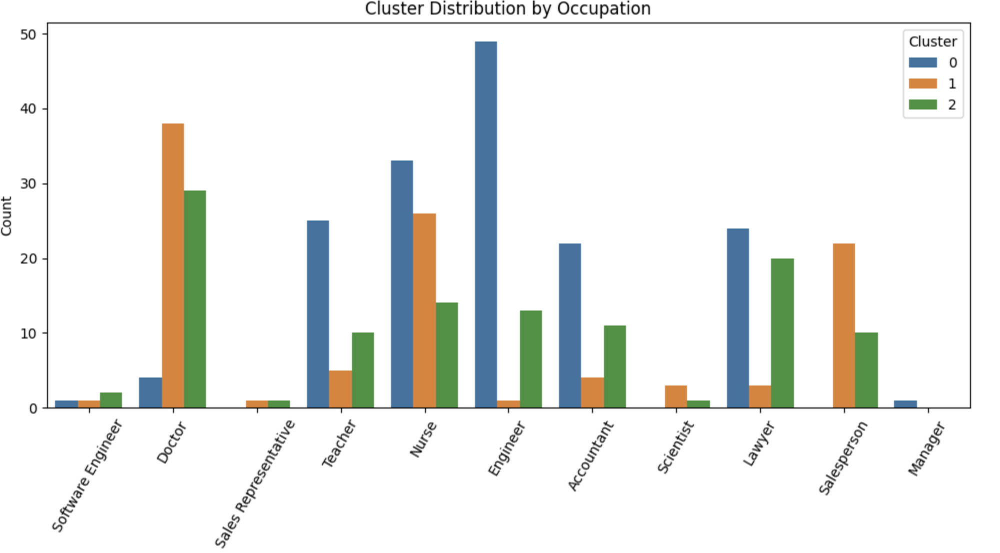 Cluster Distribution by Occupation
Count
50
40
30
20
10
0
Cluster
0
1
2
Software Engineer
Doctor
Sales Representative
Teacher
Nurse
Engineer
Accountant
Scientist
Lawyer
Salesperson
Manager